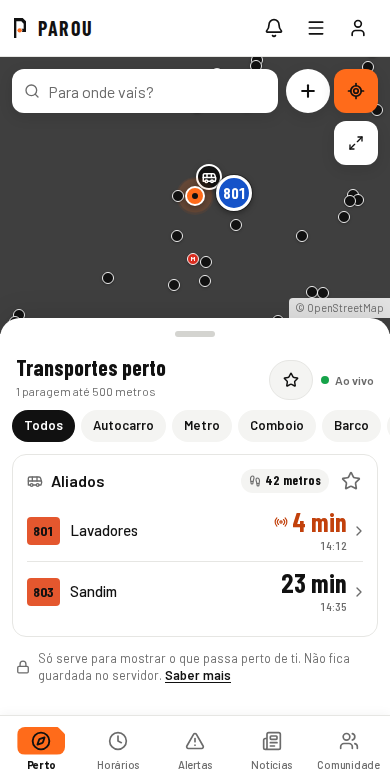 PAROU
Para onde vais?
801
M
© OpenStreetMap
Transportes perto
1 paragem até 500 metros
Ao vivo
Todos
Autocarro
Metro
Comboio
Barco
Aliados
42 metros
801
Lavadores
4 min
14:12
803
Sandim
23 min
14:35
Só serve para mostrar o que passa perto de ti. Não fica
guardada no servidor. Saber mais
Perto
Horários
Alertas
Notícias
Comunidade